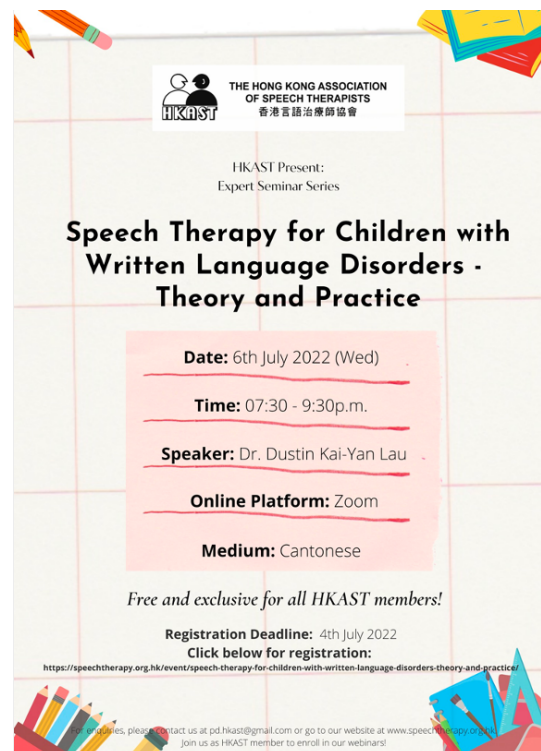 HKAST
THE HONG KONG ASSOCIATION
OF SPEECH THERAPISTS
香港言語治療師協會
HKAST Present:
Expert Seminar Series
Speech Therapy for Children with
Written Language Disorders -
Theory and Practice
Date: 6th July 2022 (Wed)
Time: 07:30 - 9:30p.m.
Speaker: Dr. Dustin Kai-Yan Lau
Online Platform: Zoom
Medium: Cantonese
Free and exclusive for all HKAST members!
Registration Deadline: 4th July 2022
Click below for registration:
https://speechtherapy.org.hk/event/speech-therapy-for-children-with-written-language-disorders-theory-and-practice/
For enquiries, please contact us at pd.hkast@gmail.com or go to our website at www.speechtherapy.org.hk.
Join us as HKAST member to enroll in our webinars!